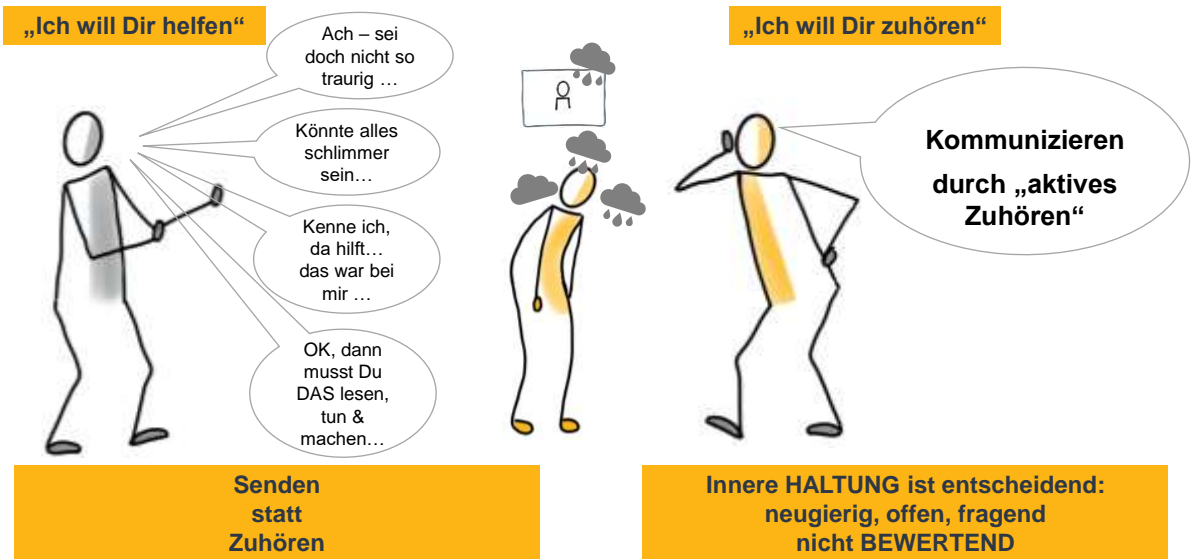 „Ich will Dir helfen“
Ach – sei
doch nicht so
traurig …
Könnte alles
schlimmer
sein…
Kenne ich,
da hilft…
das war bei
mir …
OK, dann
musst Du
DAS lesen,
tun &
machen…
Senden
statt
Zuhören
„Ich will Dir zuhören“
Kommunizieren
durch „aktives
Zuhören“
Innere HALTUNG ist entscheidend:
neugierig, offen, fragend
nicht BEWERTEND